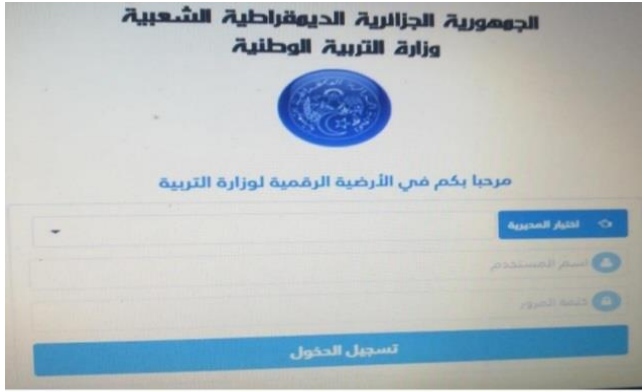 الجمهورية الجزائرية الديمقراطية الشعبية
وزارة التربية الوطنية
مرحبا بكم في الأرضية الرقمية لوزارة التربية
اختيار المديرية
اسم المستخدم
كلمة المرور
تسجيل الدخول